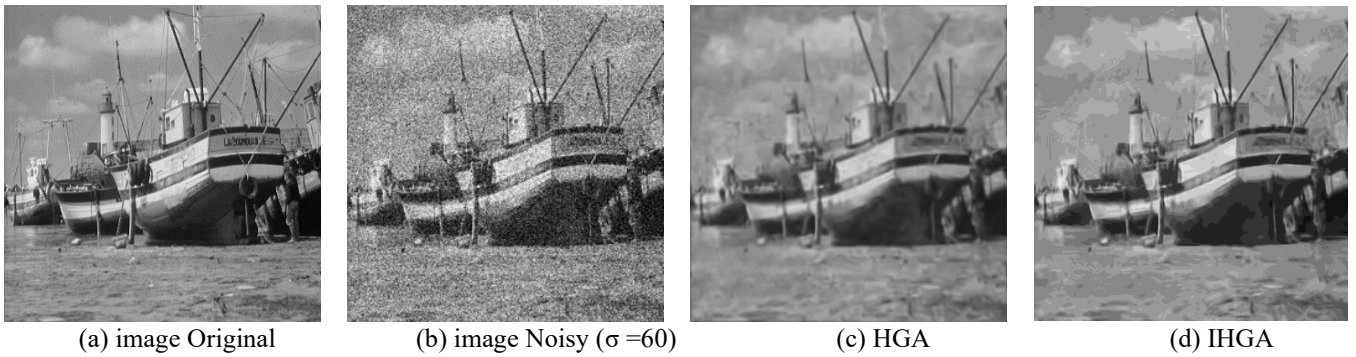 (a) image Original
(b) image Noisy (σ =60)
(c) HGA
(d) IHGA